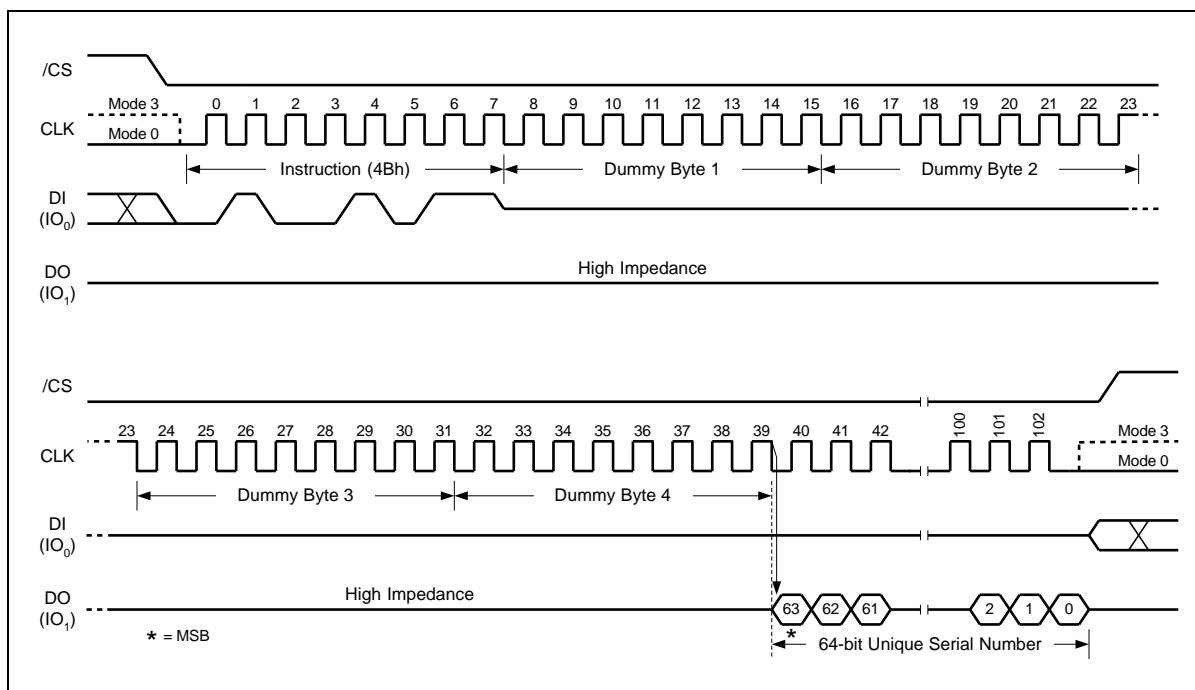 /CS
Mode 3
0 1 2 3 4 5 6 7 8 9 10 11 12 13 14 15 16 17 18 19 20 21 22 23
CLK
Mode 0
Instruction (4Bh) Dummy Byte 1 Dummy Byte 2
DI
(IO0)
High Impedance
DO
(IO1)
/CS
23 24 25 26 27 28 29 30 31 32 33 34 35 36 37 38 39 40 41 42 100 101 102
Mode 3
CLK
Mode 0
Dummy Byte 3 Dummy Byte 4
DI
(IO0)
High Impedance
DO
(IO1)
63 62 61 2 1 0
* = MSB
*
64-bit Unique Serial Number